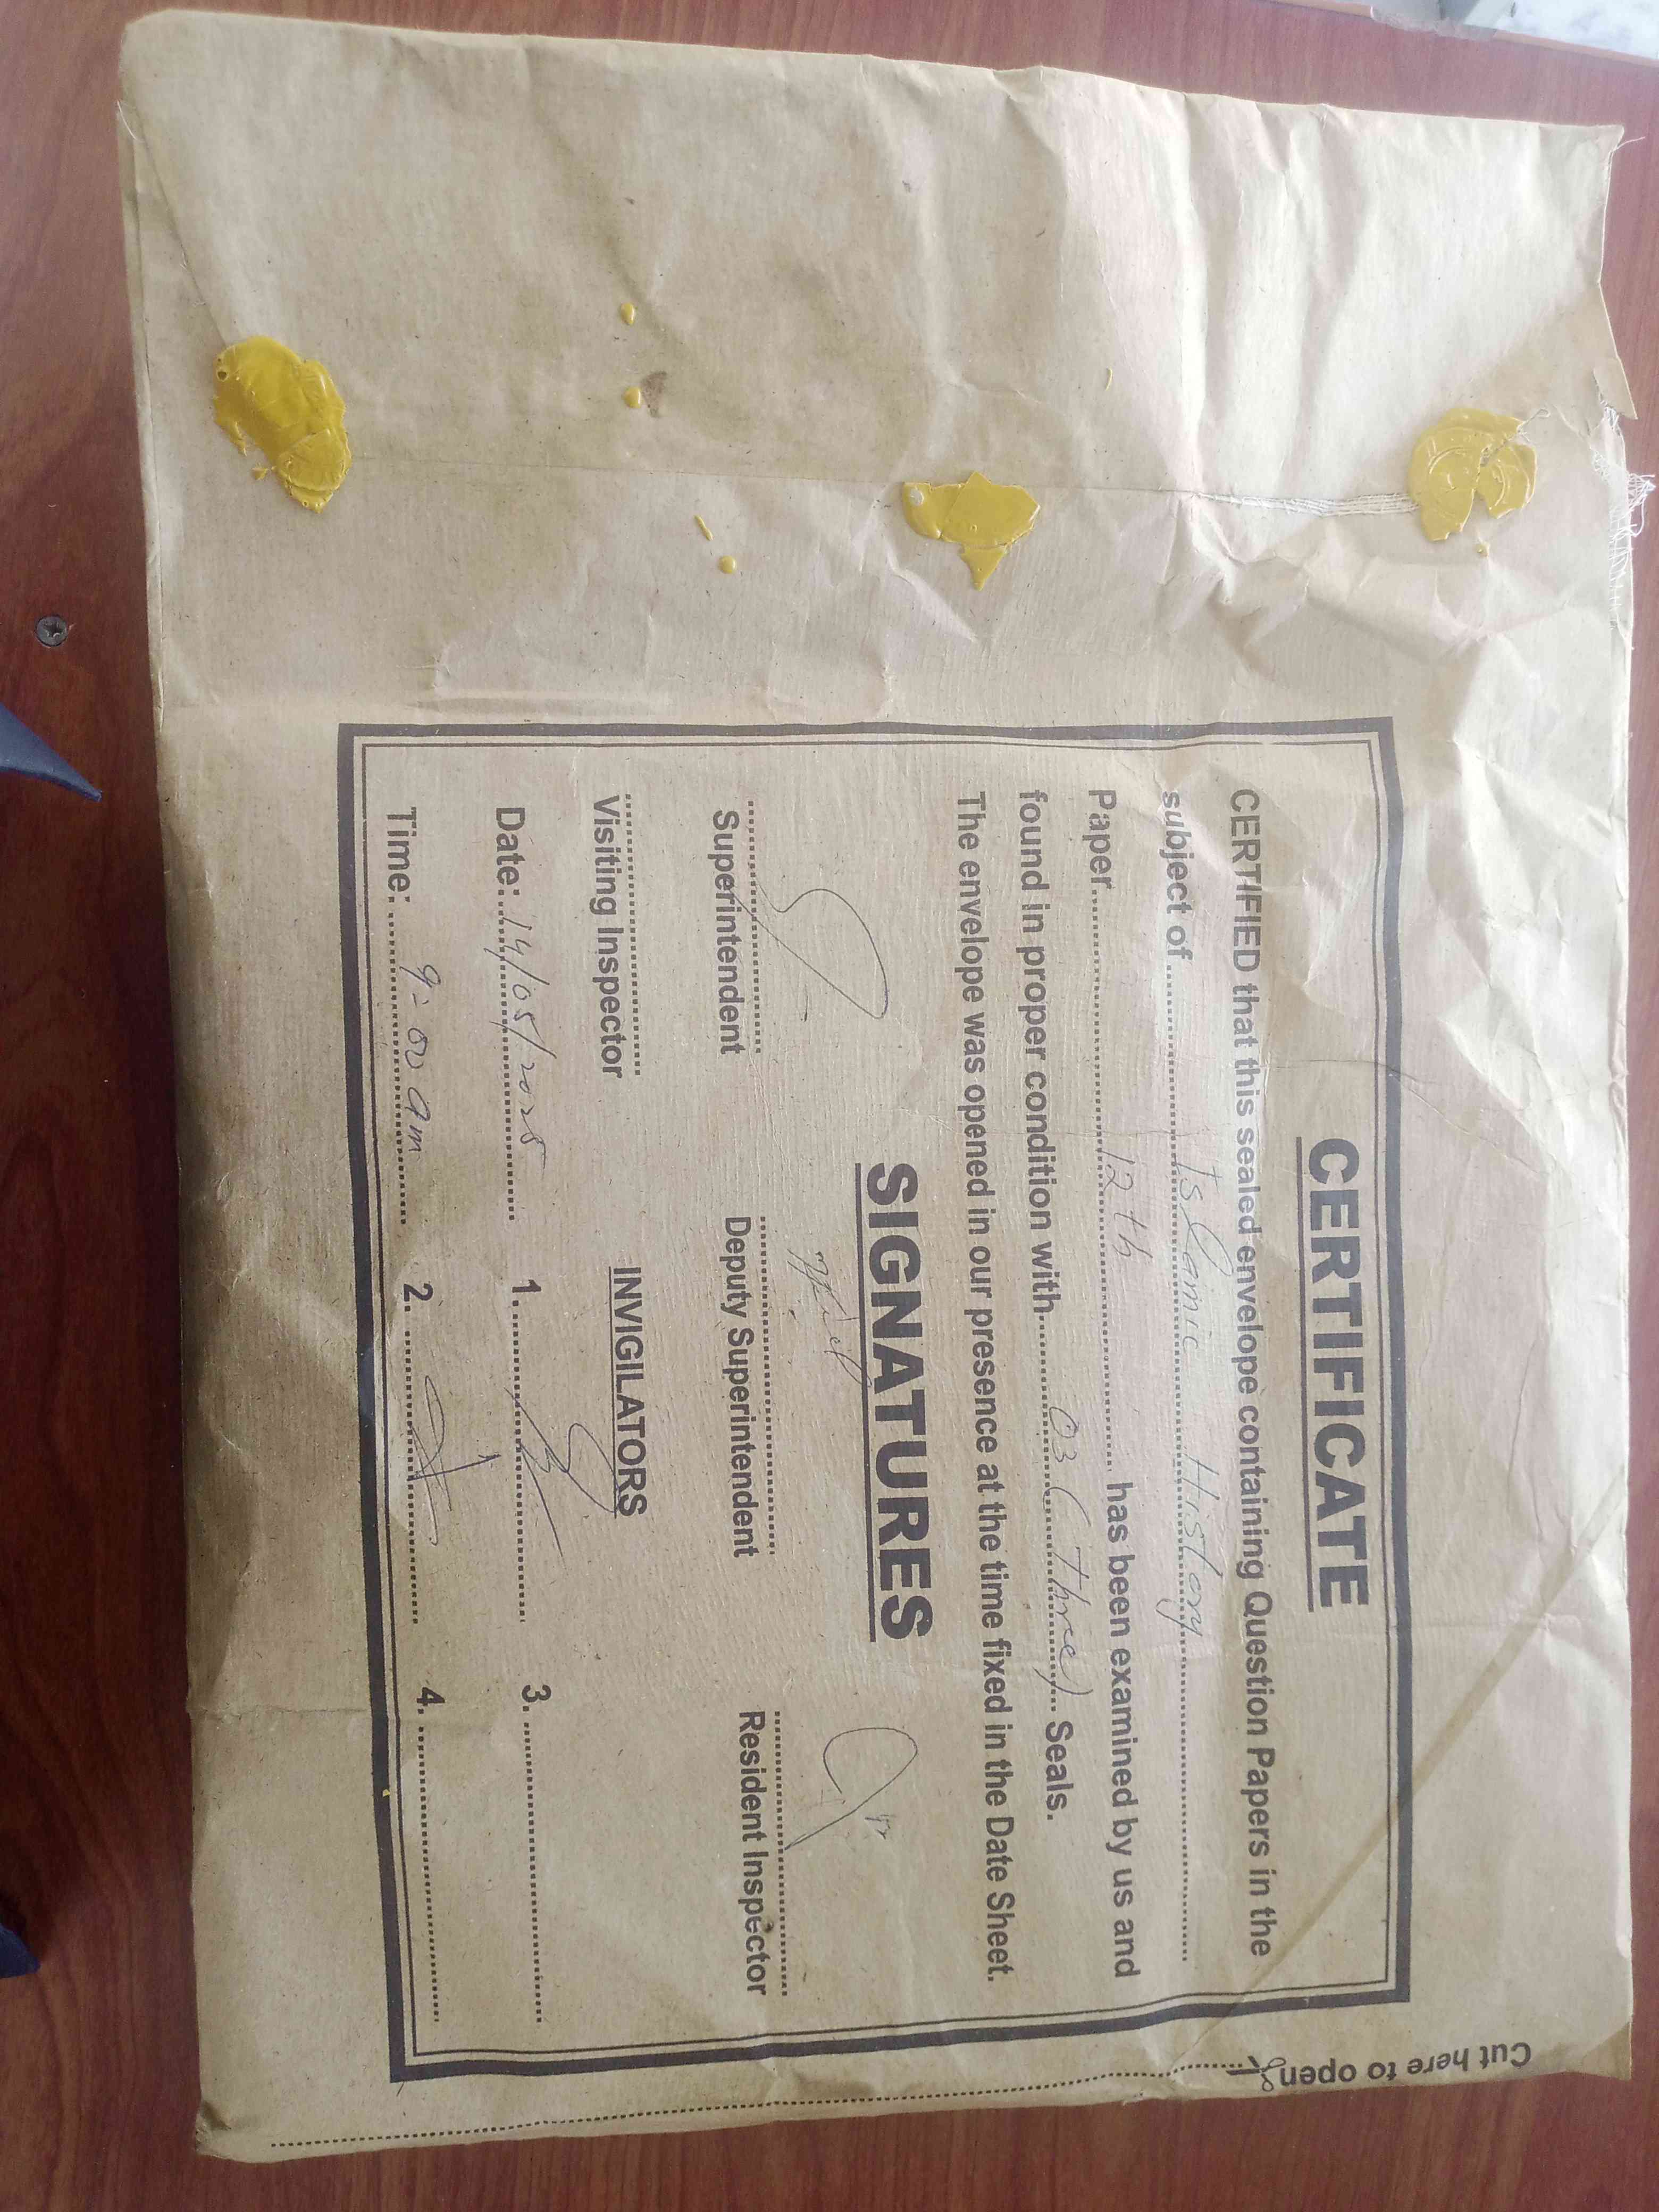 CERTIFICATE
CERTIFIED that this sealed envelope containing Question Papers in the
subject of .......... Islamic History ..........
Paper.......... 12th .......... has been examined by us and
found in proper condition with.......... 03 (three) .......... Seals.
The envelope was opened in our presence at the time fixed in the Date Sheet.
SIGNATURES
Superintendent Deputy Superintendent Resident Inspector
Visiting Inspector INVIGILATORS
Date: 14/05/2025 1. .......... 3. ..........
Time: 9-00 am 2. .......... 4. ..........
Cut here to open